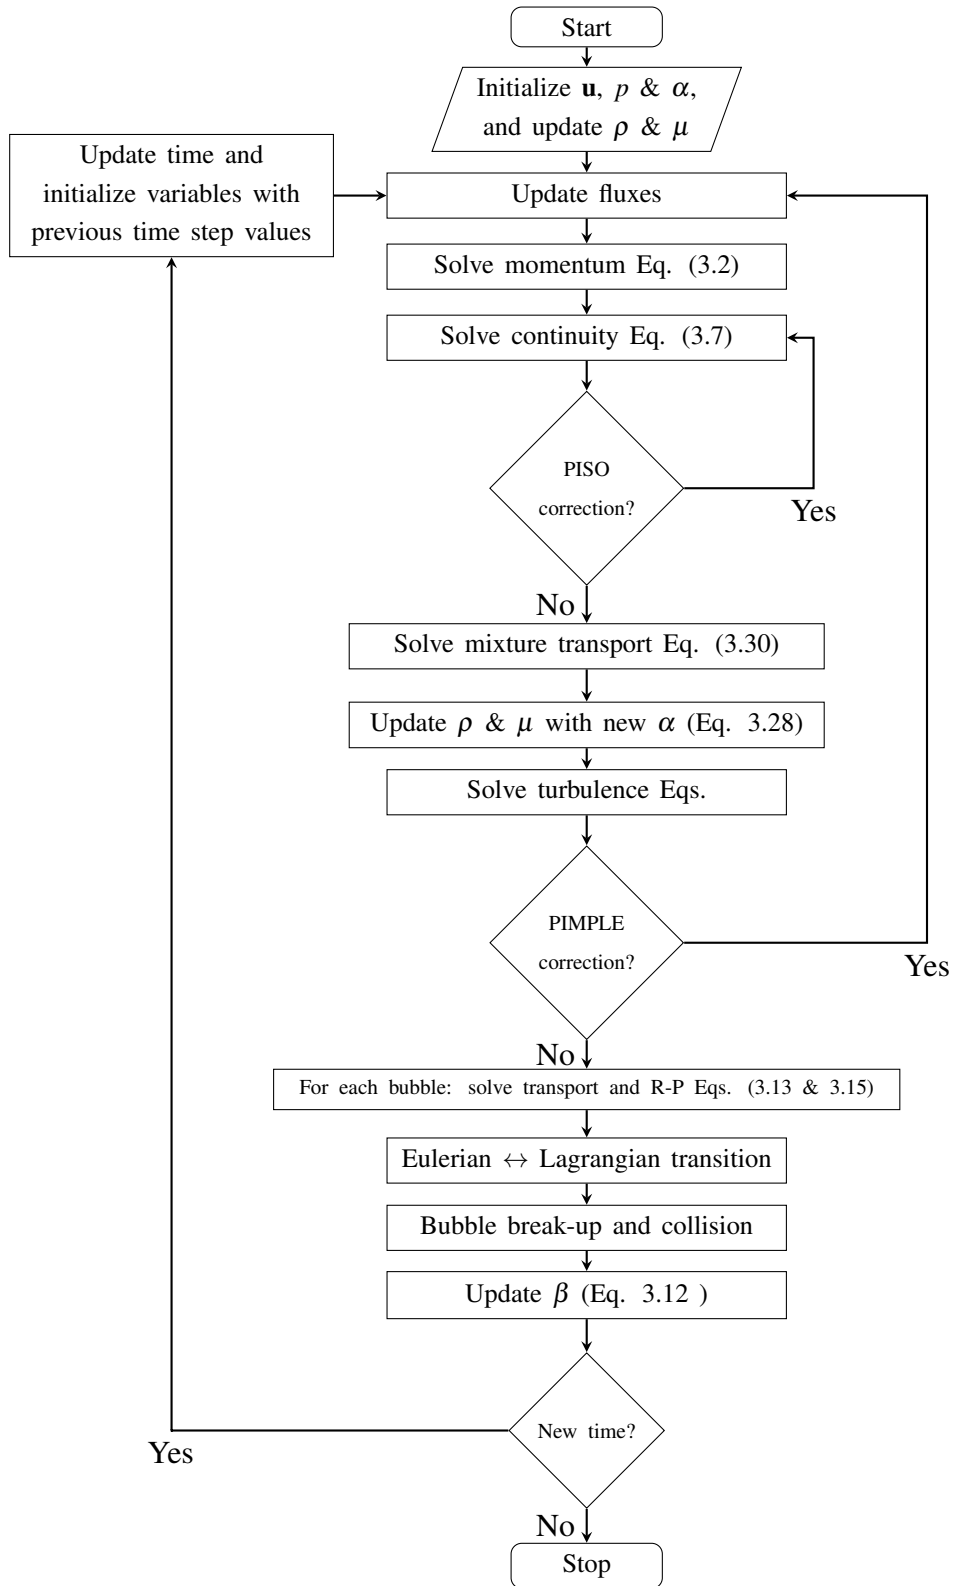 Start
Initialize u, p & α,
and update ρ & μ
Update time and
initialize variables with
previous time step values
Update fluxes
Solve momentum Eq. (3.2)
Solve continuity Eq. (3.7)
PISO
correction?
Yes
No
Solve mixture transport Eq. (3.30)
Update ρ & μ with new α (Eq. 3.28)
Solve turbulence Eqs.
PIMPLE
correction?
Yes
No
For each bubble: solve transport and R-P Eqs. (3.13 & 3.15)
Eulerian ↔ Lagrangian transition
Bubble break-up and collision
Update β (Eq. 3.12 )
New time?
Yes
No
Stop